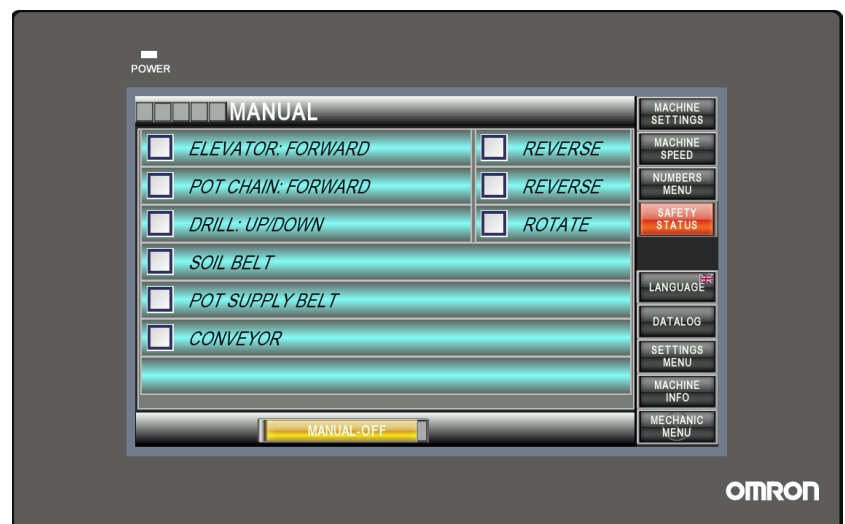 POWER
MANUAL
ELEVATOR: FORWARD
REVERSE
POT CHAIN: FORWARD
REVERSE
DRILL: UP/DOWN
ROTATE
SOIL BELT
POT SUPPLY BELT
CONVEYOR
MANUAL-OFF
MACHINE
SETTINGS
MACHINE
SPEED
NUMBERS
MENU
SAFETY
STATUS
LANGUAGE
DATALOG
SETTINGS
MENU
MACHINE
INFO
MECHANIC
MENU
OMRON